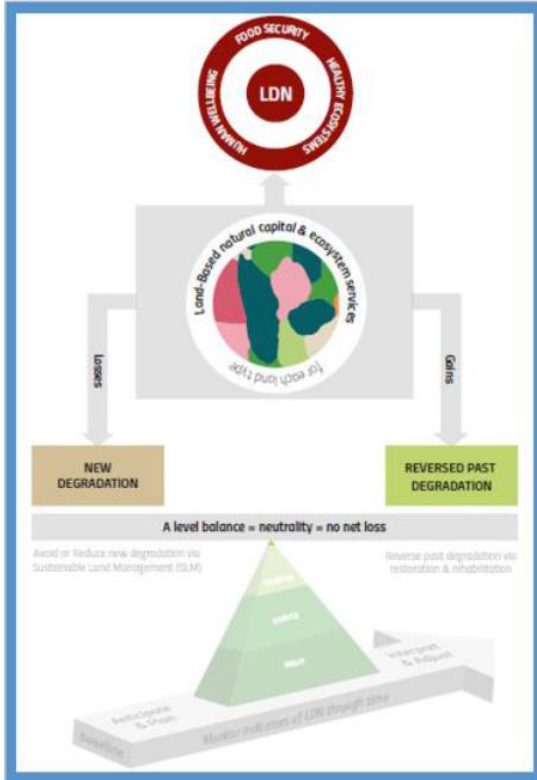 FOOD SECURITY
HUMAN WELLBEING
HEALTHY ECOSYSTEMS
LDN
Land-Based natural capital & ecosystem services
for each land type
Losses
Gains
NEW
DEGRADATION
REVERSED PAST
DEGRADATION
A level balance = neutrality = no net loss
Avoid or Reduce new degradation via
Sustainable Land Management (SLM)
Reverse past degradation via
restoration & rehabilitation
REDUCE
AVOID
Interpret
& Adjust
Anticipate
& Plan
Monitor indicators of LDN through time
baseline